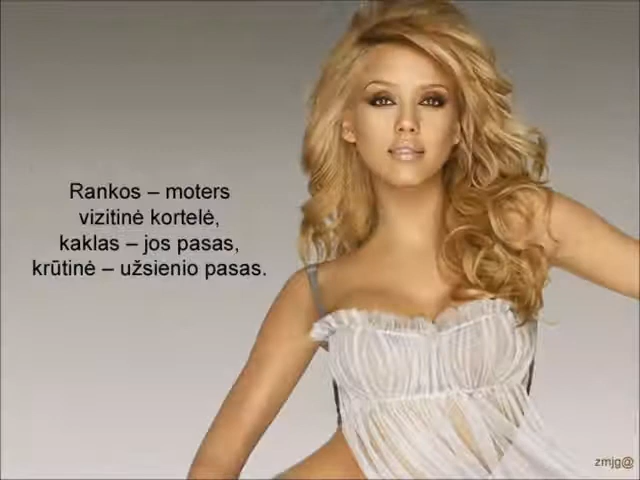 Rankos – moters
vizitinė kortelė,
kaklas – jos pasas,
krūtinė – užsienio pasas.
zmjg@